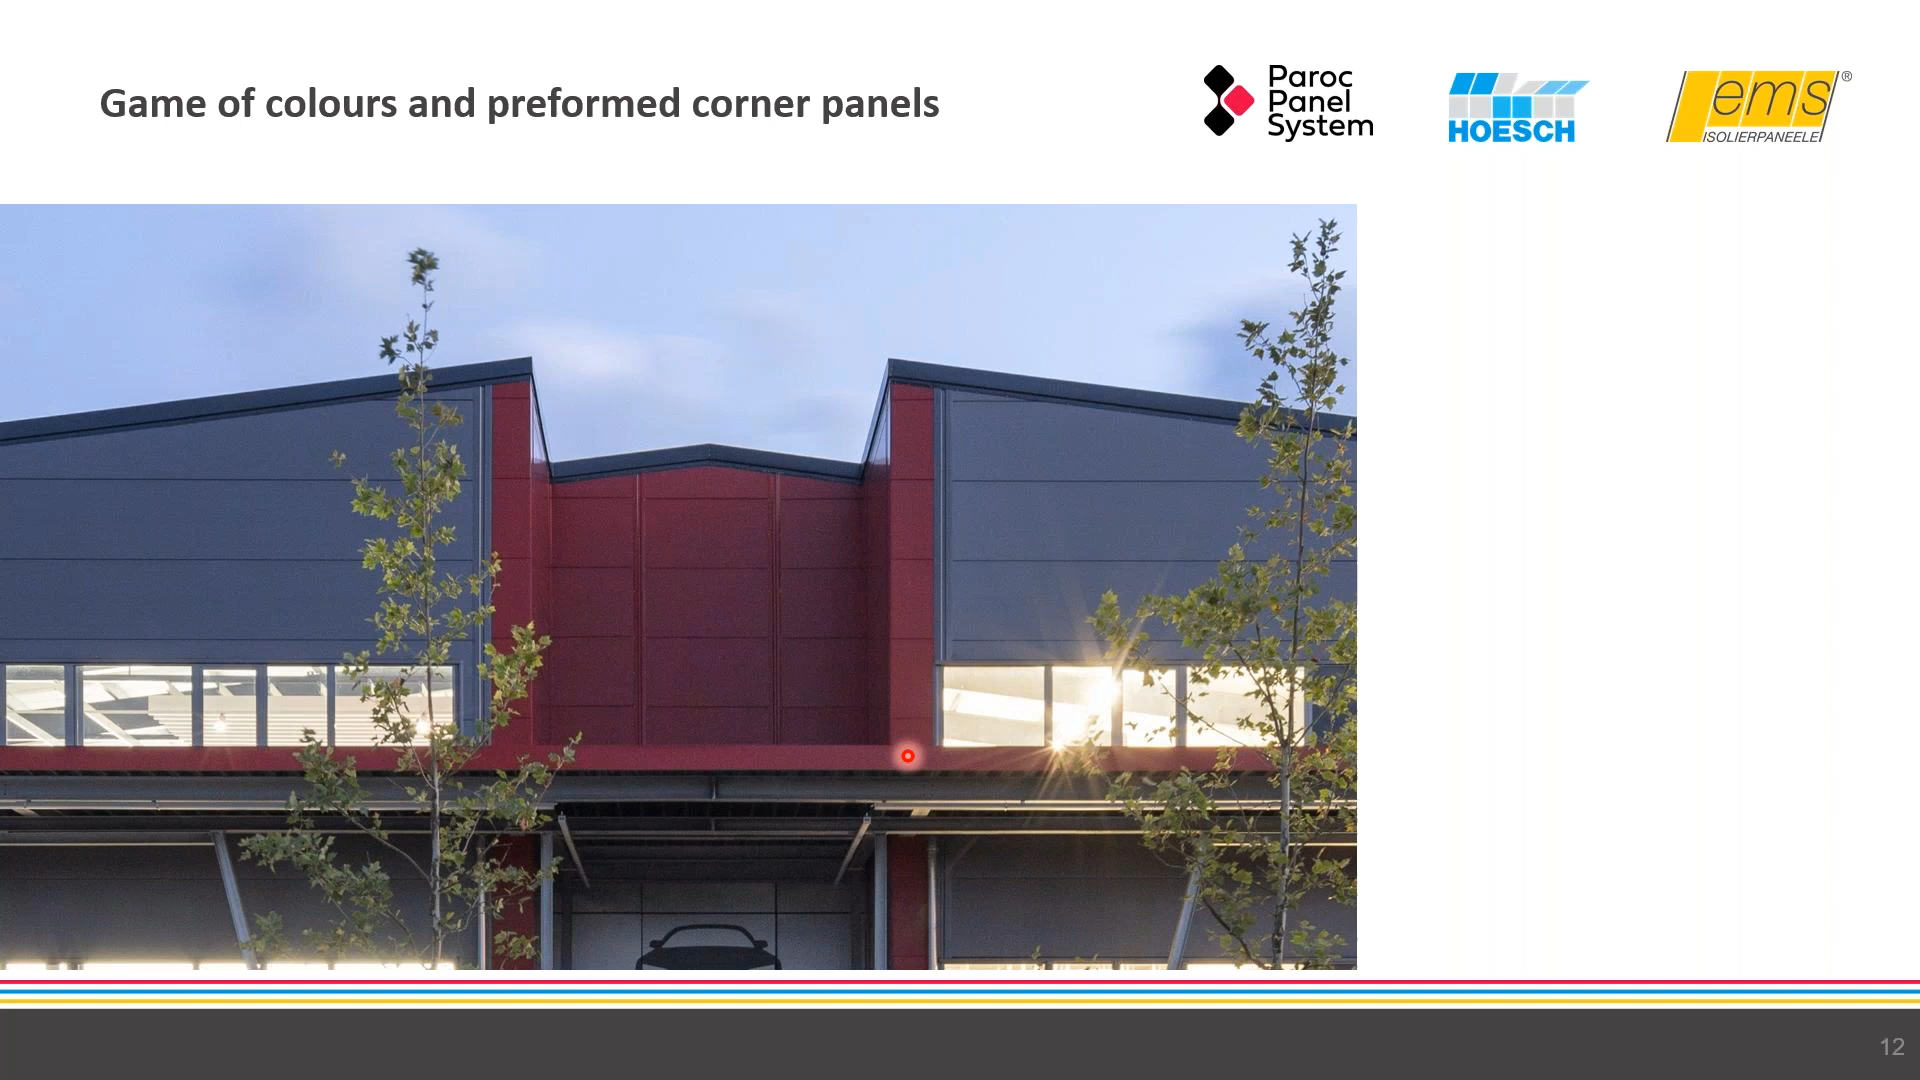 Game of colours and preformed corner panels
Paroc
Panel
System
HOESCH
ems®
ISOLIERPANEELE
12